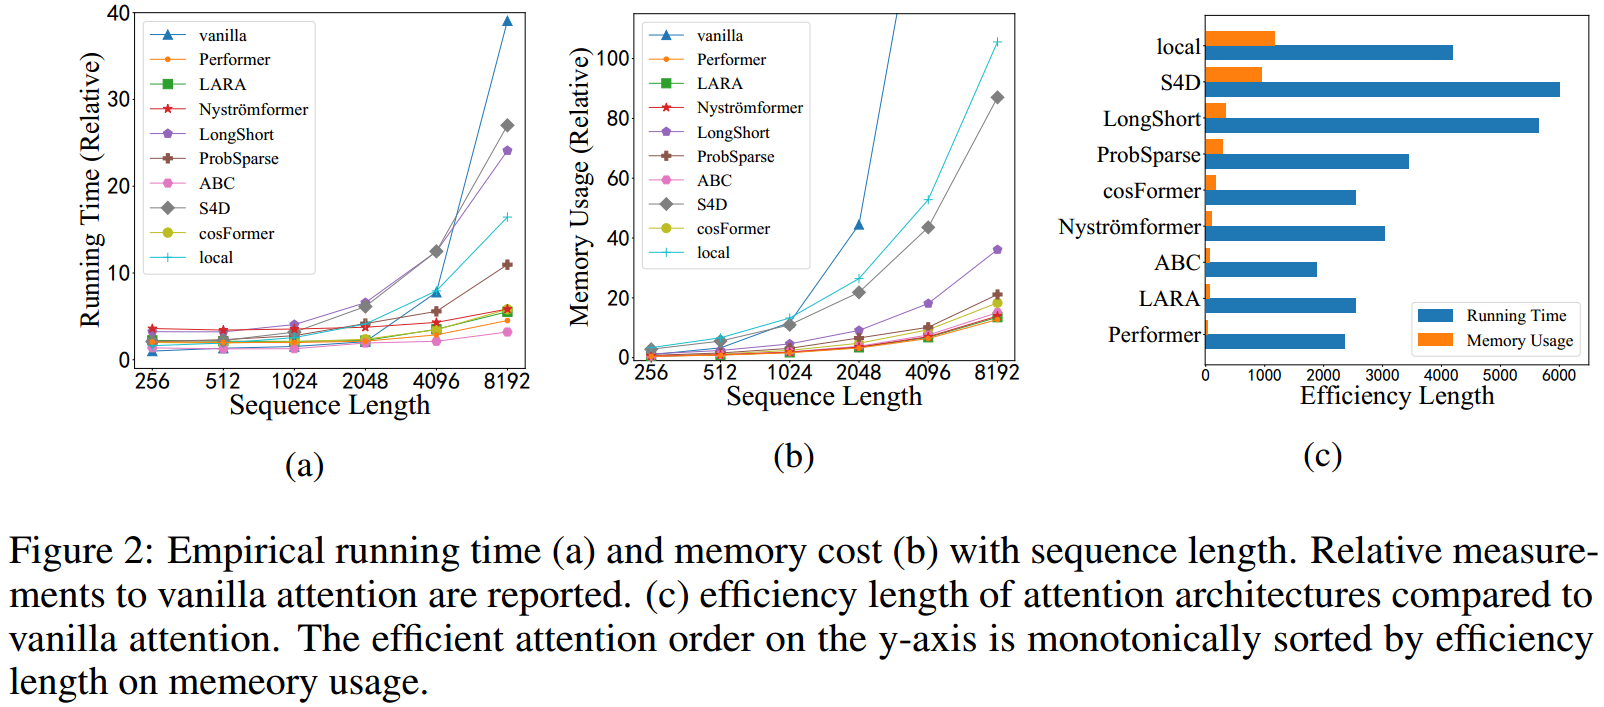 40
30
20
10
0
Running Time (Relative)
vanilla
Performer
LARA
Nyströmformer
LongShort
ProbSparse
ABC
S4D
cosFormer
local
256 512 1024 2048 4096 8192
Sequence Length
(a)
100
80
60
40
20
0
Memory Usage (Relative)
vanilla
Performer
LARA
Nyströmformer
LongShort
ProbSparse
ABC
S4D
cosFormer
local
256 512 1024 2048 4096 8192
Sequence Length
(b)
local
S4D
LongShort
ProbSparse
cosFormer
Nyströmformer
ABC
LARA
Performer
Running Time
Memory Usage
0 1000 2000 3000 4000 5000 6000
Efficiency Length
(c)
Figure 2: Empirical running time (a) and memory cost (b) with sequence length. Relative measure-
ments to vanilla attention are reported. (c) efficiency length of attention architectures compared to
vanilla attention. The efficient attention order on the y-axis is monotonically sorted by efficiency
length on memeory usage.